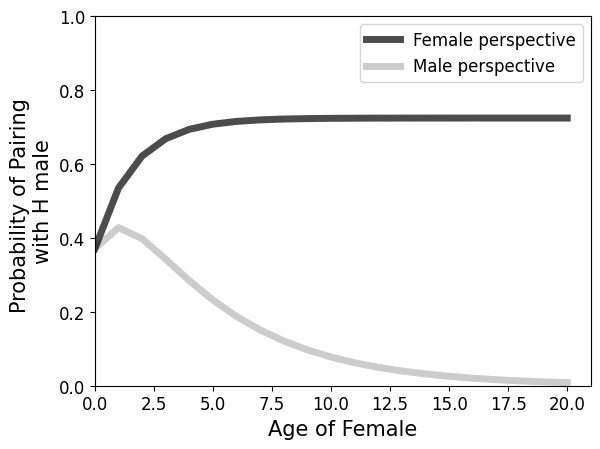 Female perspective
Male perspective
Probability of Pairing
with H male
1.0
0.8
0.6
0.4
0.2
0.0
0.0 2.5 5.0 7.5 10.0 12.5 15.0 17.5 20.0
Age of Female